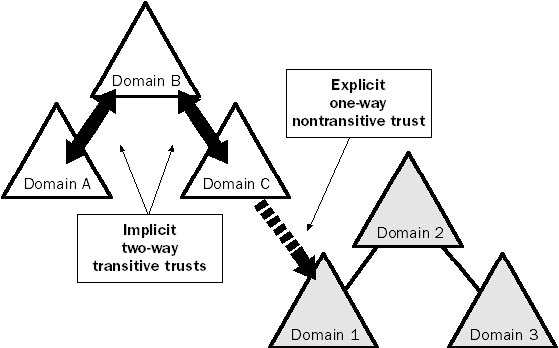 Domain B
Explicit
one-way
nontransitive trust
Domain A
Domain C
Implicit
two-way
transitive trusts
Domain 2
Domain 1
Domain 3